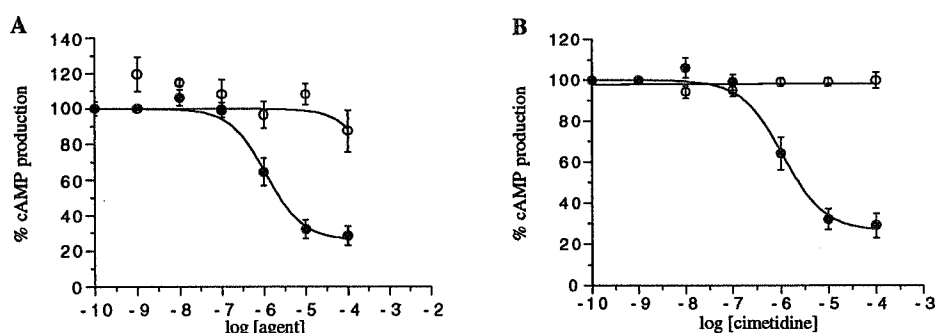 A
% cAMP production
140
120
100
80
60
40
20
0
-10 -9 -8 -7 -6 -5 -4 -3 -2
log [agent]
B
% cAMP production
120
100
80
60
40
20
0
-10 -9 -8 -7 -6 -5 -4 -3
log [cimetidine]